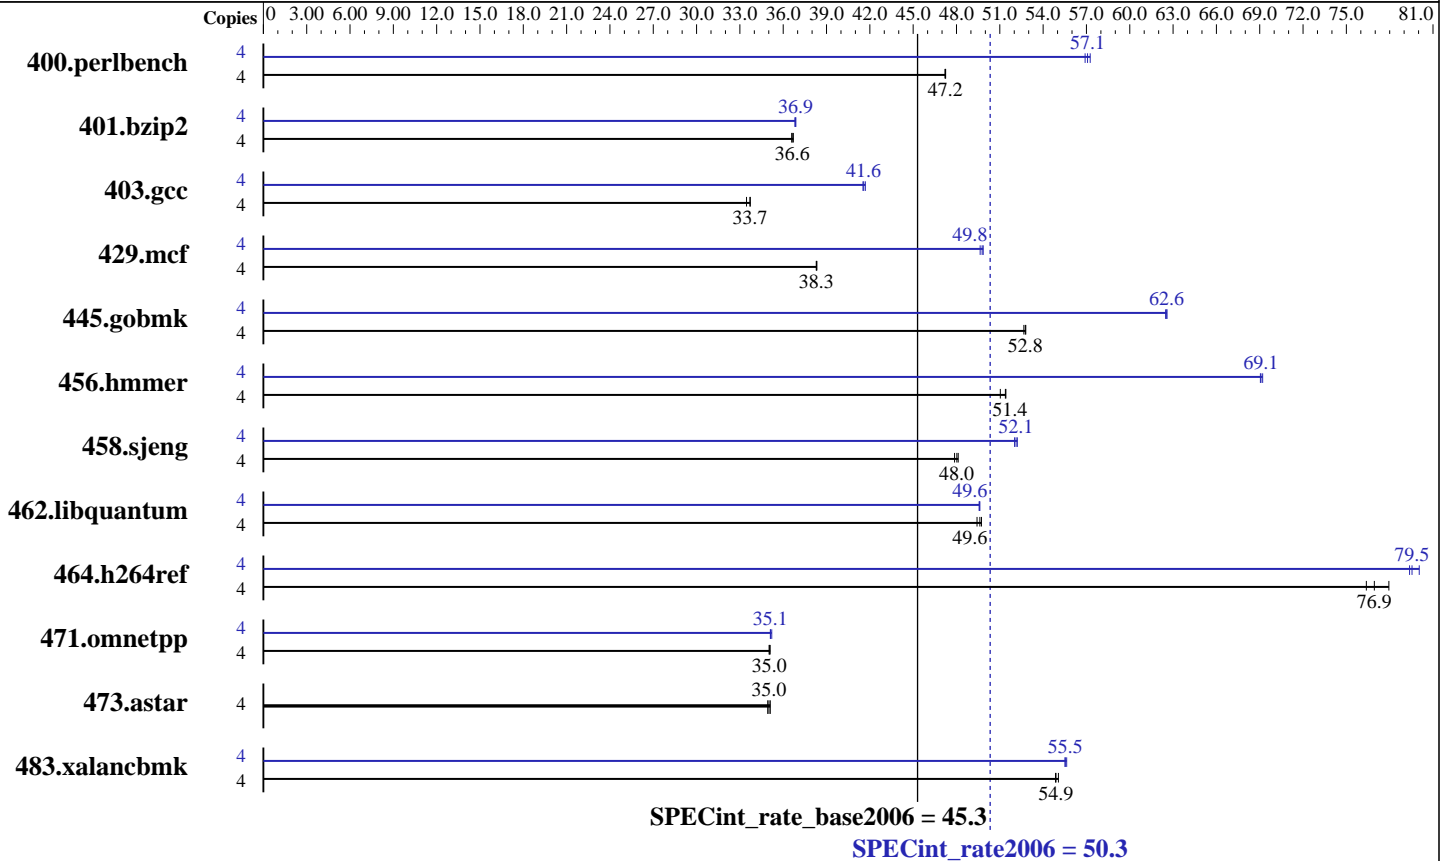 Copies 0 3.00 6.00 9.00 12.0 15.0 18.0 21.0 24.0 27.0 30.0 33.0 36.0 39.0 42.0 45.0 48.0 51.0 54.0 57.0 60.0 63.0 66.0 69.0 72.0 75.0 81.0
400.perlbench 4 57.1
4 47.2
401.bzip2 4 36.9
4 36.6
403.gcc 4 41.6
4 33.7
429.mcf 4 49.8
4 38.3
445.gobmk 4 62.6
4 52.8
456.hmmer 4 69.1
4 51.4
458.sjeng 4 52.1
4 48.0
462.libquantum 4 49.6
4 49.6
464.h264ref 4 79.5
4 76.9
471.omnetpp 4 35.1
4 35.0
473.astar 4 35.0
483.xalancbmk 4 55.5
4 54.9
SPECint_rate_base2006 = 45.3
SPECint_rate2006 = 50.3